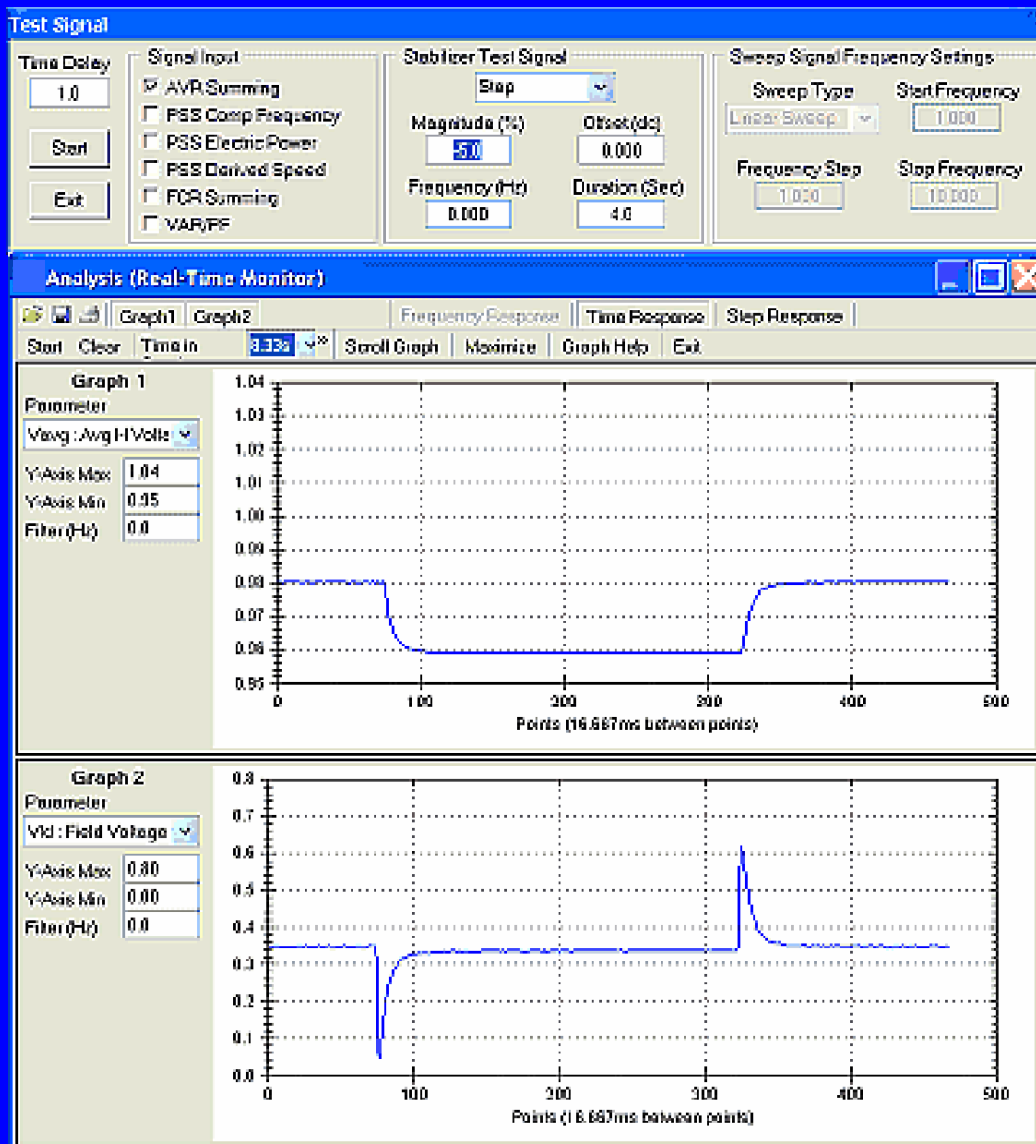 Test Signal
Time Delay
1.0
Start
Exit
Signal Input
AVR Summing
PSS Comp Frequency
PSS Electric Power
PSS Derived Speed
FCR Summing
VAR/PF
Stabilizer Test Signal
Step
Magnitude (%)
-5.0
Offset (dc)
0.000
Frequency (Hz)
0.000
Duration (Sec)
4.0
Sweep Signal Frequency Settings
Sweep Type
Linear Sweep
Start Frequency
1.000
Frequency Step
1.000
Stop Frequency
10.000
Analysis (Real-Time Monitor)
Graph1 Graph2 Frequency Response Time Response Step Response
Start Clear Time in Scroll Graph Maximize Graph Help Exit
Graph 1
Parameter
Vavg : Avg
Y-Axis Max 1.04
Y-Axis Min 0.95
Filter (Hz) 0.0
1.04
1.03
1.02
1.01
1.00
0.99
0.98
0.97
0.96
0.95
0 100 200 300 400 500
Points (16.667ms between points)
Graph 2
Parameter
Vfd : Field Voltage
Y-Axis Max 0.80
Y-Axis Min 0.00
Filter (Hz) 0.0
0.8
0.7
0.6
0.5
0.4
0.3
0.2
0.1
0.0
0 100 200 300 400 500
Points (16.667ms between points)